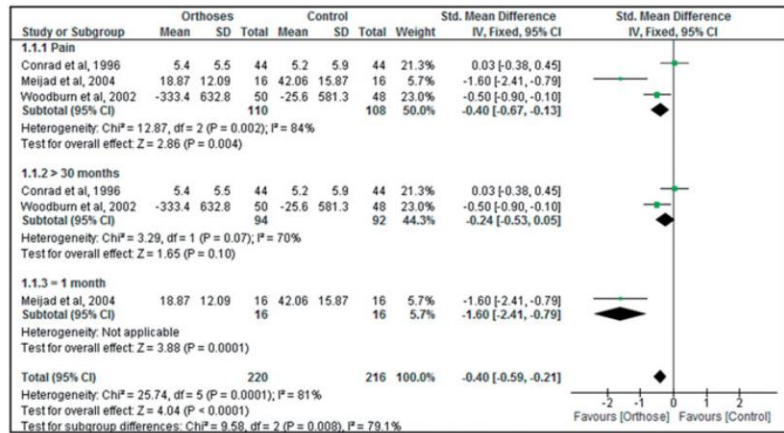 Orthoses Control Std. Mean Difference Std. Mean Difference
Study or Subgroup Mean SD Total Mean SD Total Weight IV, Fixed, 95% CI IV, Fixed, 95% CI
1.1.1 Pain
Conrad et al, 1996 5.4 5.5 44 5.2 5.9 44 21.3% 0.03 [-0.38, 0.45]
Meijad et al, 2004 18.87 12.09 16 42.06 15.87 16 5.7% -1.60 [-2.41, -0.79]
Woodburn et al, 2002 -333.4 632.8 50 -25.6 581.3 48 23.0% -0.50 [-0.90, -0.10]
Subtotal (95% CI) 110 108 50.0% -0.40 [-0.67, -0.13]
Heterogeneity: Chi² = 12.87, df = 2 (P = 0.002); I² = 84%
Test for overall effect: Z = 2.86 (P = 0.004)
1.1.2 > 30 months
Conrad et al, 1996 5.4 5.5 44 5.2 5.9 44 21.3% 0.03 [-0.38, 0.45]
Woodburn et al, 2002 -333.4 632.8 50 -25.6 581.3 48 23.0% -0.50 [-0.90, -0.10]
Subtotal (95% CI) 94 92 44.3% -0.24 [-0.53, 0.05]
Heterogeneity: Chi² = 3.29, df = 1 (P = 0.07); I² = 70%
Test for overall effect: Z = 1.65 (P = 0.10)
1.1.3 = 1 month
Meijad et al, 2004 18.87 12.09 16 42.06 15.87 16 5.7% -1.60 [-2.41, -0.79]
Subtotal (95% CI) 16 16 5.7% -1.60 [-2.41, -0.79]
Heterogeneity: Not applicable
Test for overall effect: Z = 3.88 (P = 0.0001)
Total (95% CI) 220 216 100.0% -0.40 [-0.59, -0.21]
Heterogeneity: Chi² = 25.74, df = 5 (P = 0.0001); I² = 81%
Test for overall effect: Z = 4.04 (P < 0.0001)
Test for subgroup differences: Chi² = 9.58, df = 2 (P = 0.008), I² = 79.1%
-2 -1 0 1 2
Favours [Orthose] Favours [Control]